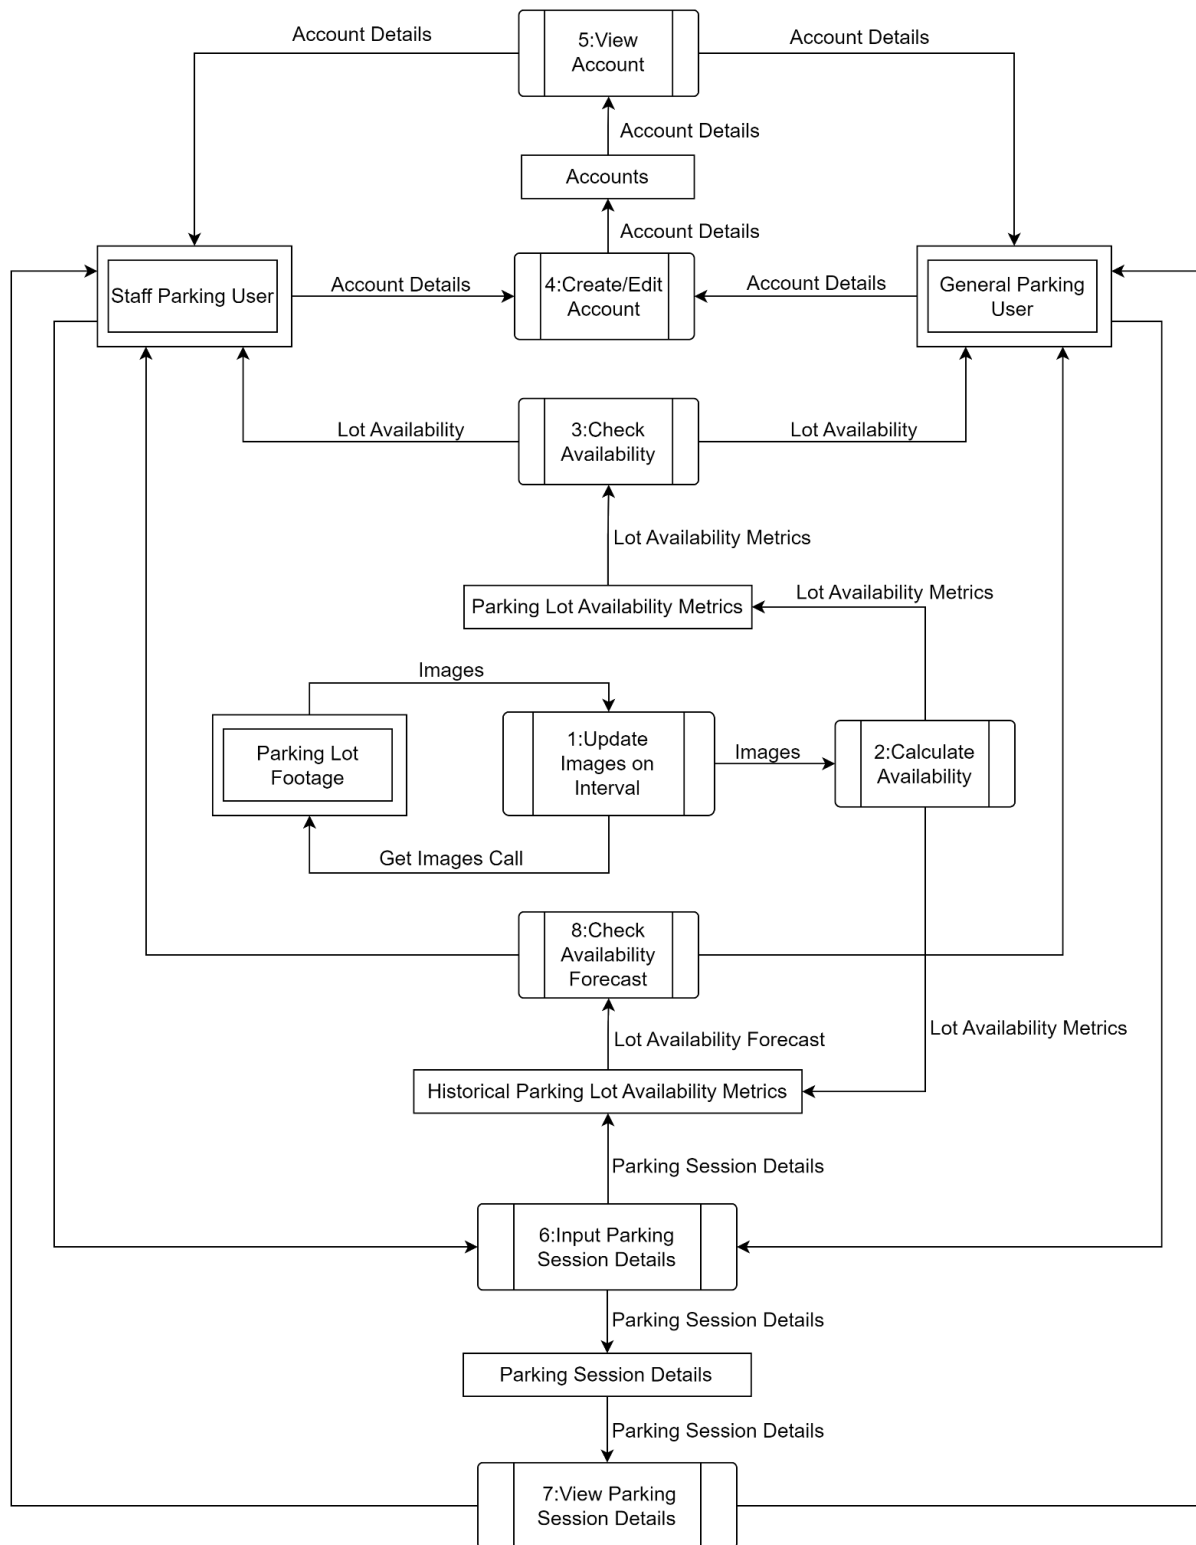 Account Details
5:View
Account
Account Details
Account Details
Accounts
Account Details
Staff Parking User
Account Details
4:Create/Edit
Account
Account Details
General Parking
User
Lot Availability
3:Check
Availability
Lot Availability
Lot Availability Metrics
Parking Lot Availability Metrics
Lot Availability Metrics
Images
Parking Lot
Footage
1:Update
Images on
Interval
Images
2:Calculate
Availability
Get Images Call
8:Check
Availability
Forecast
Lot Availability Metrics
Lot Availability Forecast
Historical Parking Lot Availability Metrics
Parking Session Details
6:Input Parking
Session Details
Parking Session Details
Parking Session Details
Parking Session Details
7:View Parking
Session Details